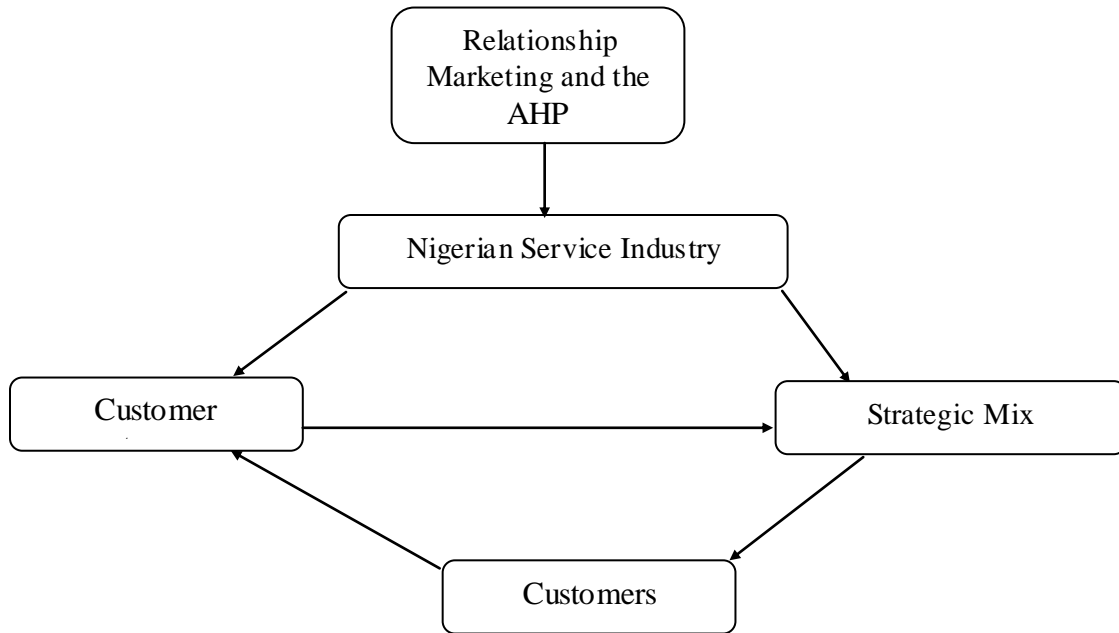 Relationship
Marketing and the
AHP
Nigerian Service Industry
Customer
Strategic Mix
Customers